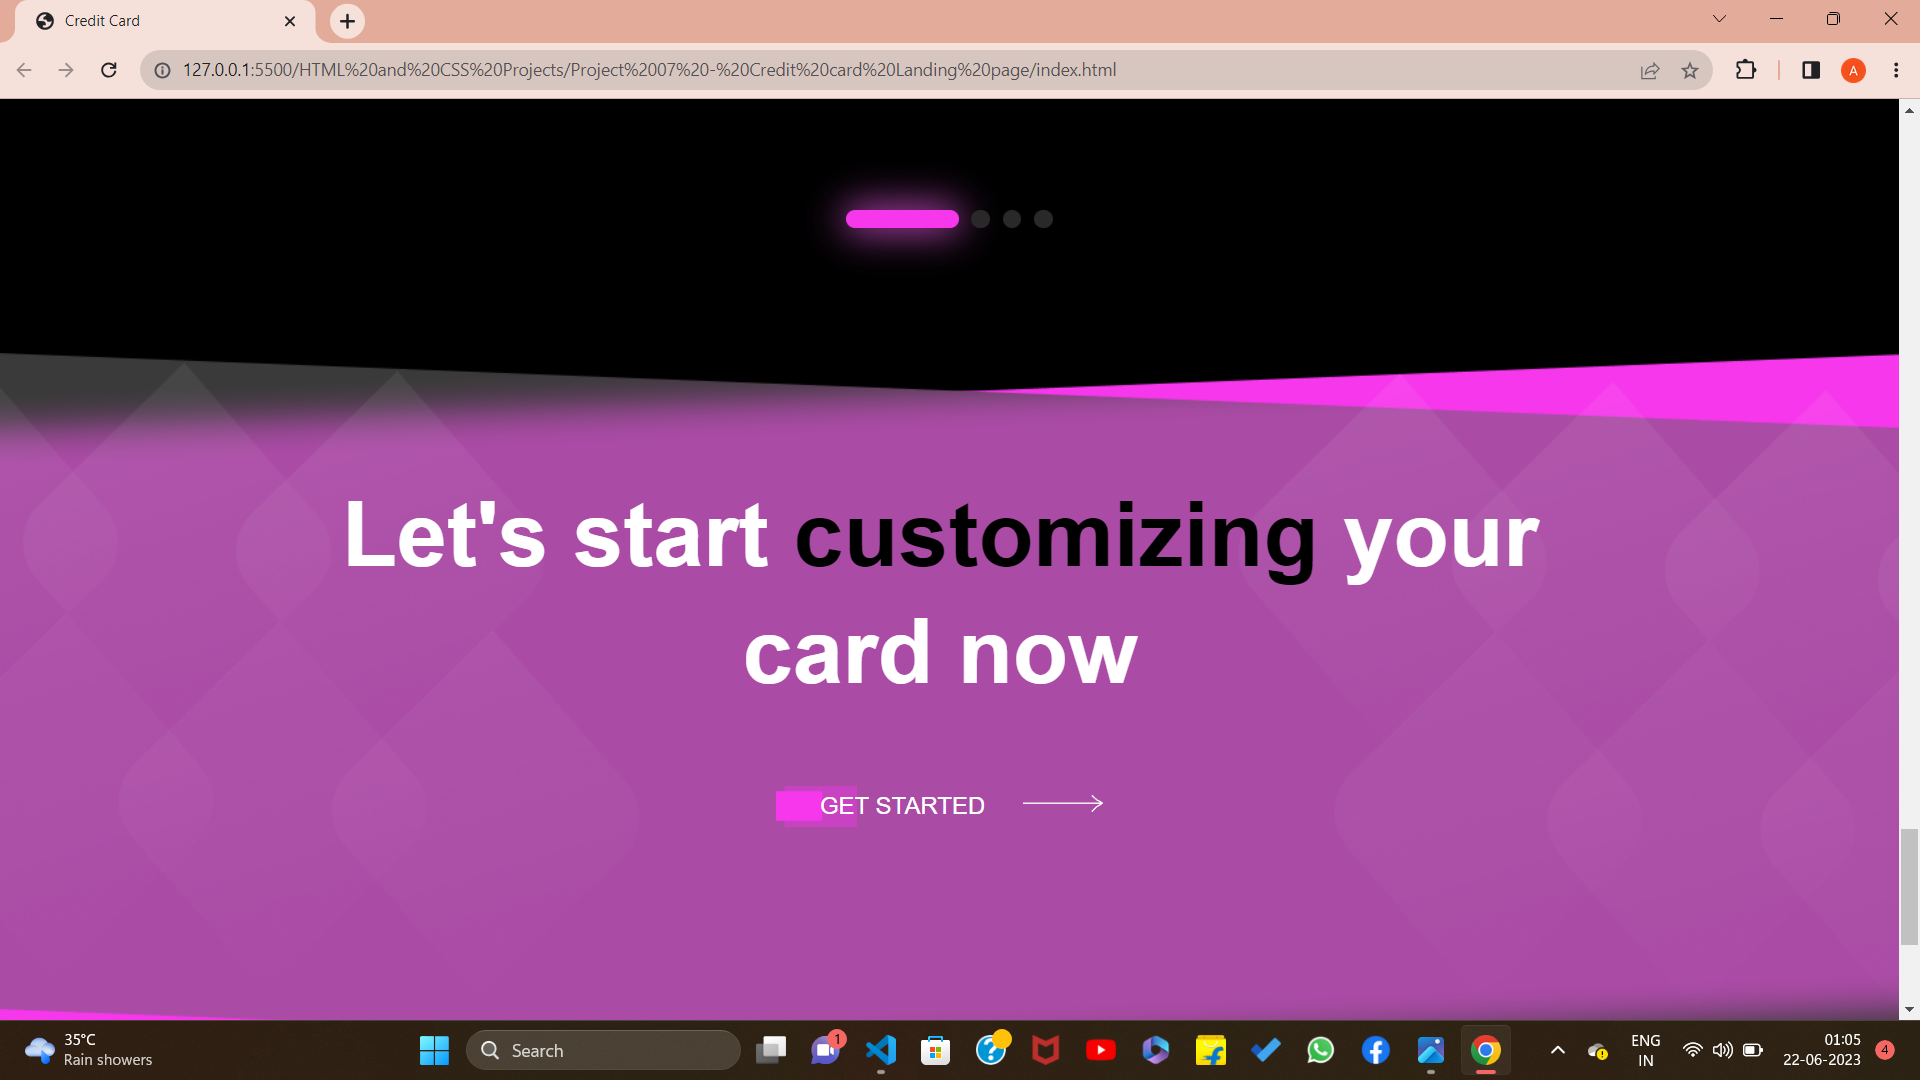 Credit Card
127.0.0.1:5500/HTML%20and%20CSS%20Projects/Project%2007%20-%20Credit%20card%20Landing%20page/index.html
A
Let's start customizing your
card now
GET STARTED
35°C
Rain showers
Search
1
ENG
IN
01:05
22-06-2023
4